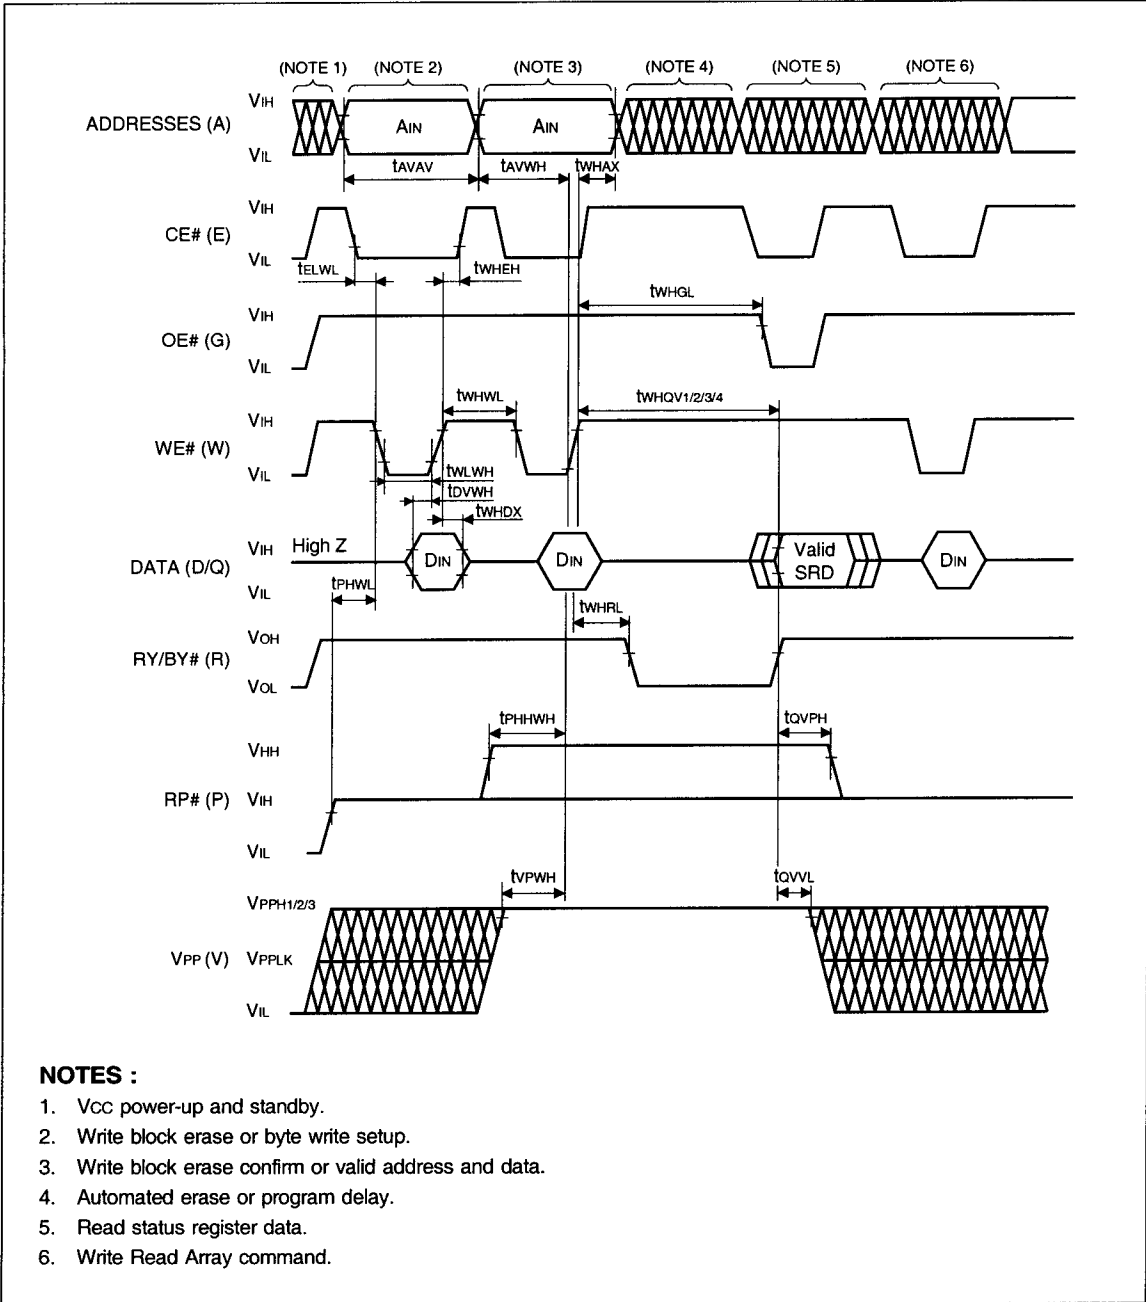 (NOTE 1) (NOTE 2) (NOTE 3) (NOTE 4) (NOTE 5) (NOTE 6)
VIH
ADDRESSES (A) AIN AIN
VIL
tAVAV tAVWH tWHAX
VIH
CE# (E)
VIL
tELWL tWHEH
tWHGL
VIH
OE# (G)
VIL
tWHWL tWHQV1/2/3/4
VIH
WE# (W)
VIL
tWLWH
tDVWH
tWHDX
VIH High Z
DATA (D/Q) DIN DIN Valid SRD DIN
VIL
tPHWL
tWHRL
VOH
RY/BY# (R)
VOL
tPHHWH tQVPH
VHH
RP# (P) VIH
VIL
tVPWH tQVVL
VPPH1/2/3
VPP (V) VPPLK
VIL
NOTES :
1. VCC power-up and standby.
2. Write block erase or byte write setup.
3. Write block erase confirm or valid address and data.
4. Automated erase or program delay.
5. Read status register data.
6. Write Read Array command.